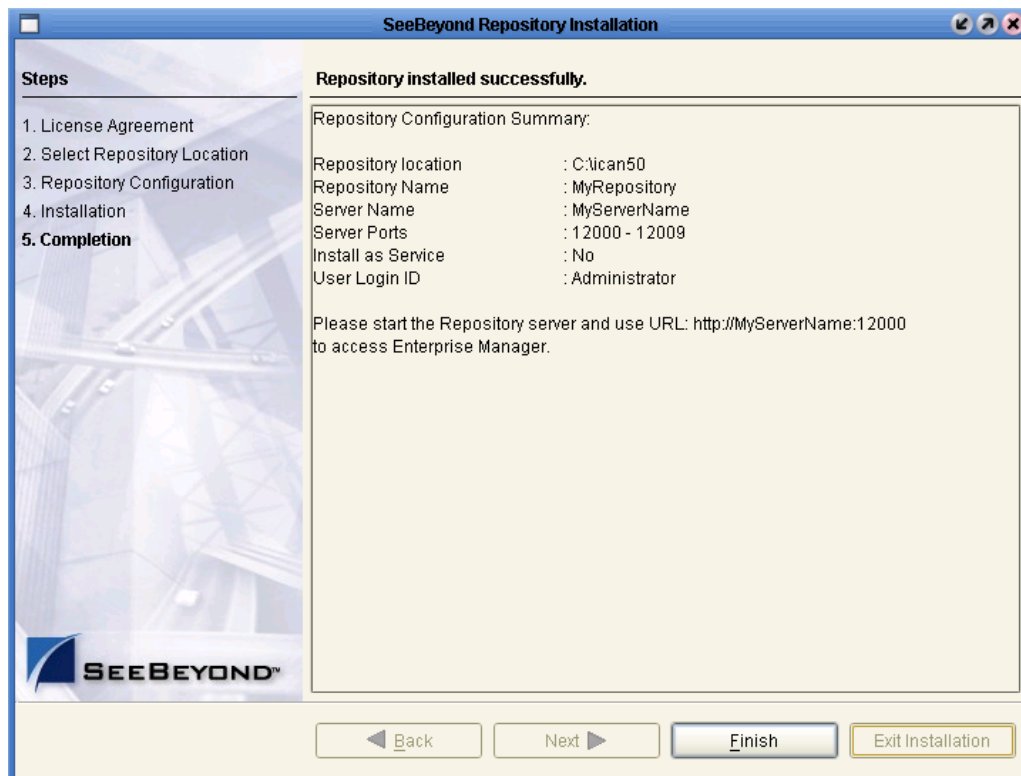 SeeBeyond Repository Installation
Steps
1. License Agreement
2. Select Repository Location
3. Repository Configuration
4. Installation
5. Completion
SEEBEYOND™
Repository installed successfully.
Repository Configuration Summary:
Repository location : C:\ican50
Repository Name : MyRepository
Server Name : MyServerName
Server Ports : 12000 - 12009
Install as Service : No
User Login ID : Administrator
Please start the Repository server and use URL: http://MyServerName:12000
to access Enterprise Manager.
Back Next Finish Exit Installation